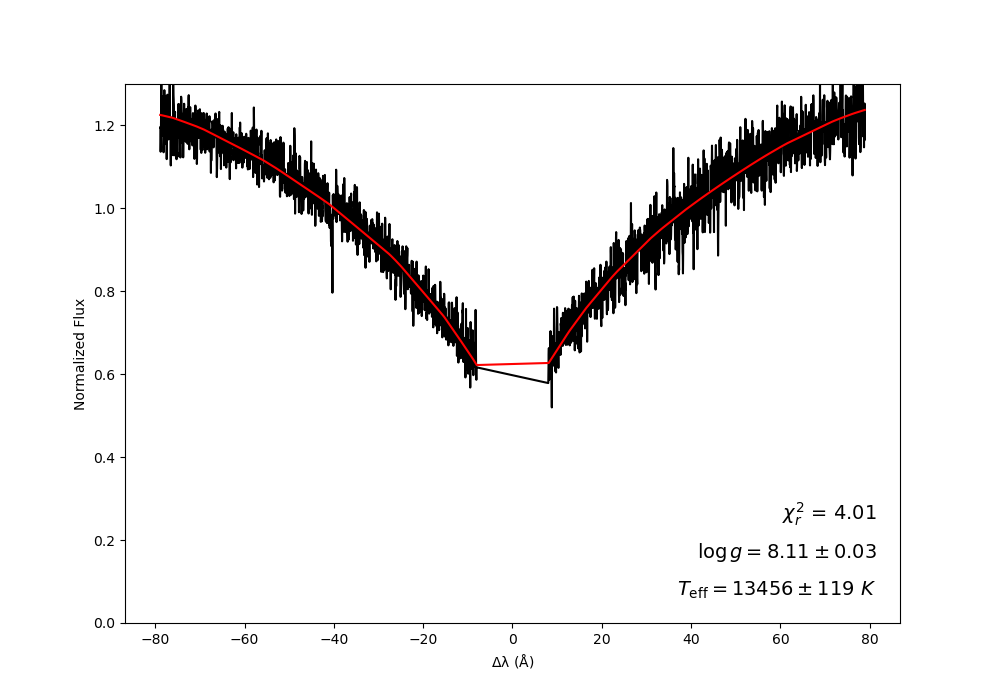 1.2
1.0
0.8
0.6
0.4
0.2
0.0
Normalized Flux
χ²ᵣ = 4.01
log g = 8.11 ± 0.03
T_eff = 13456 ± 119 K
−80 −60 −40 −20 0 20 40 60 80
Δλ (Å)